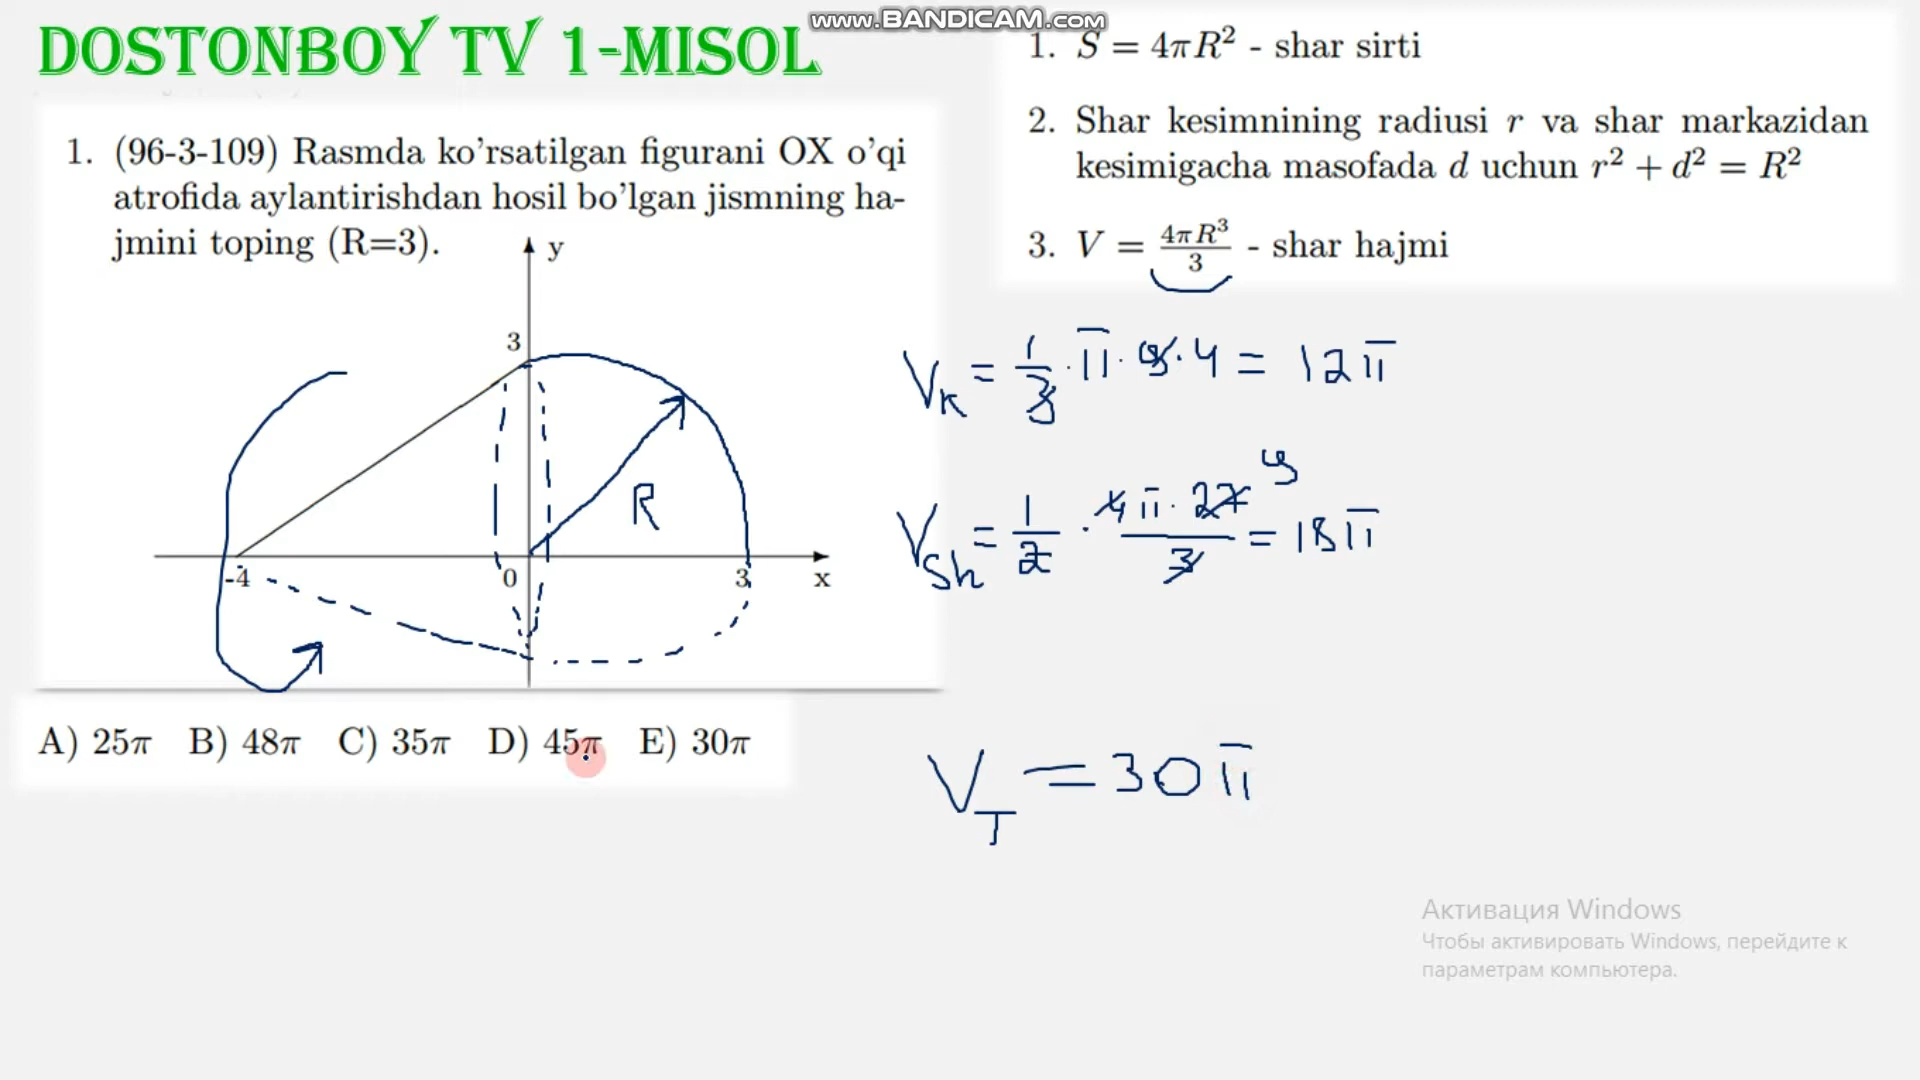 www.BANDICAM.com
DOSTONBOY TV 1-MISOL
1. (96-3-109) Rasmda ko'rsatilgan figurani OX o'qi
atrofida aylantirishdan hosil bo'lgan jismning ha-
jmini toping (R=3).
y
3
R
-4
0
3
x
A) 25π B) 48π C) 35π D) 45π E) 30π
1. S = 4πR² - shar sirti
2. Shar kesimnining radiusi r va shar markazidan
kesimigacha masofada d uchun r² + d² = R²
3. V = 4πR³/3 - shar hajmi
V_K = 1/3 · π · 9 · 4 = 12π
V_Sh = 1/2 · 4π · 27/3 = 18π
9
V_T = 30π
Активация Windows
Чтобы активировать Windows, перейдите к
параметрам компьютера.